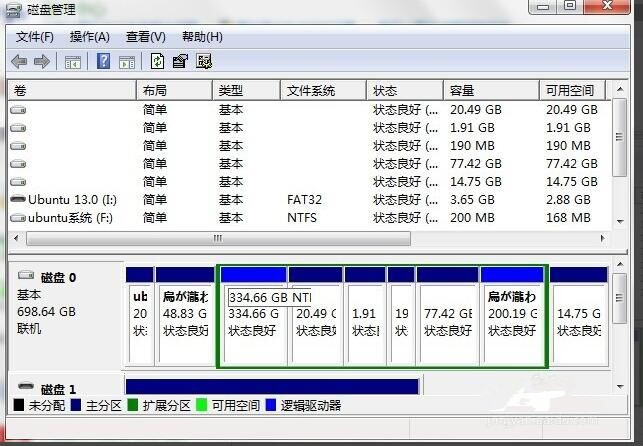 磁盘管理
文件(F) 操作(A) 查看(V) 帮助(H)
卷 布局 类型 文件系统 状态 容量 可用空间
简单 基本 状态良好 (... 20.49 GB 20.49 GB
简单 基本 状态良好 (... 1.91 GB 1.91 GB
简单 基本 状态良好 (... 190 MB 190 MB
简单 基本 状态良好 (... 77.42 GB 77.42 GB
简单 基本 状态良好 (... 14.75 GB 14.75 GB
Ubuntu 13.0 (I:) 简单 基本 FAT32 状态良好 (... 3.65 GB 2.88 GB
ubuntu系统 (F:) 简单 基本 NTFS 状态良好 (... 200 MB 168 MB
磁盘 0
基本
698.64 GB
联机
ub
20
状
48.83 G
状态良好
334.66 GB NTI
334.66 G
状态良好
20.49 G
状态良好
1.91
状态
19
状
77.42 GE
状态良好
200.19 G
状态良好
14.75 G
状态良好
磁盘 1
未分配 主分区 扩展分区 可用空间 逻辑驱动器